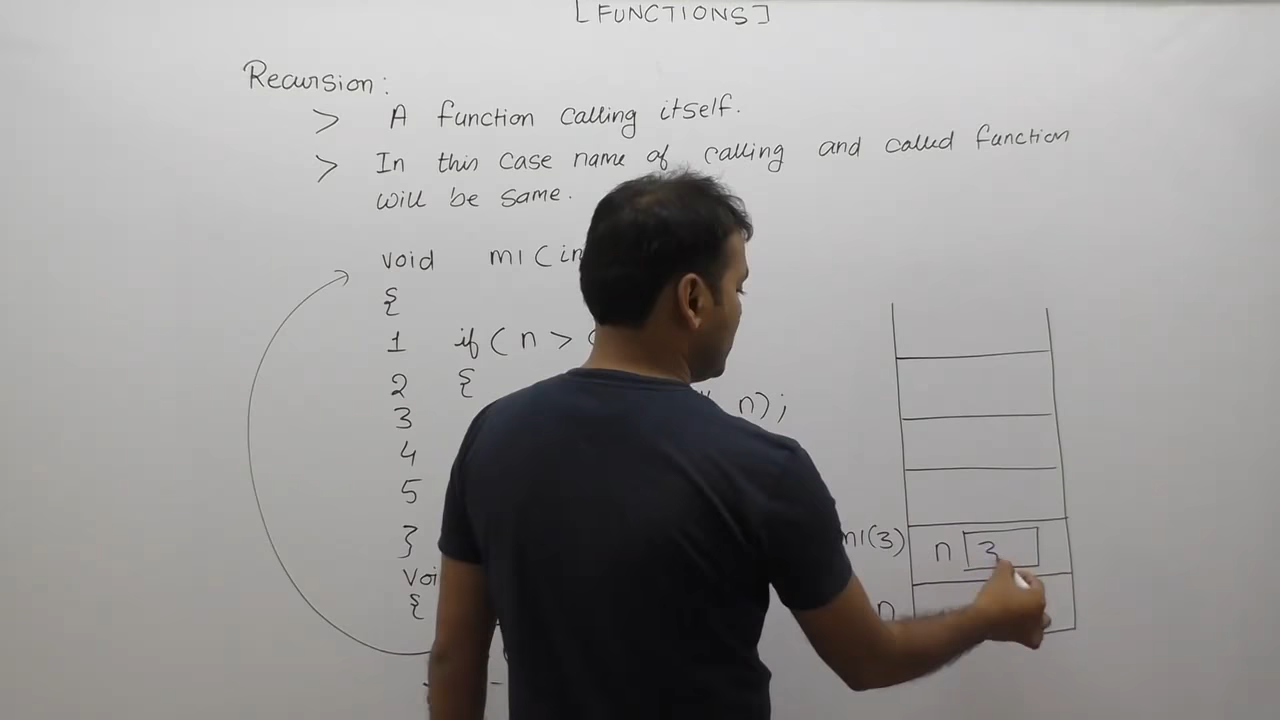 [FUNCTIONS]
Recursion:
> A function calling itself.
> In this case name of calling and called function
will be same.
void m1(in
{
1 if(n >
2 {
3 n);
4
5
}
m1(3) n 3
voi
{
n